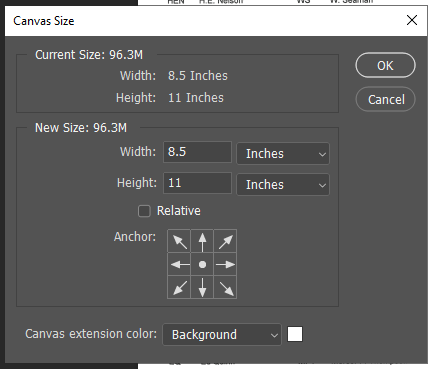 HEN H.E. Nelson WS W. Seaman
Canvas Size
Current Size: 96.3M
Width: 8.5 Inches
Height: 11 Inches
OK
Cancel
New Size: 96.3M
Width: 8.5 Inches
Height: 11 Inches
Relative
Anchor:
Canvas extension color: Background